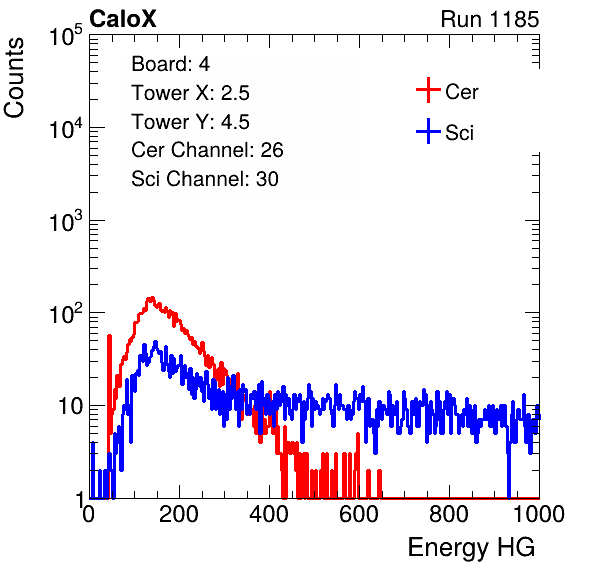 CaloX Run 1185
Counts
10^5
10^4
10^3
10^2
10
1
Board: 4
Tower X: 2.5
Tower Y: 4.5
Cer Channel: 26
Sci Channel: 30
Cer
Sci
0 200 400 600 800 1000
Energy HG